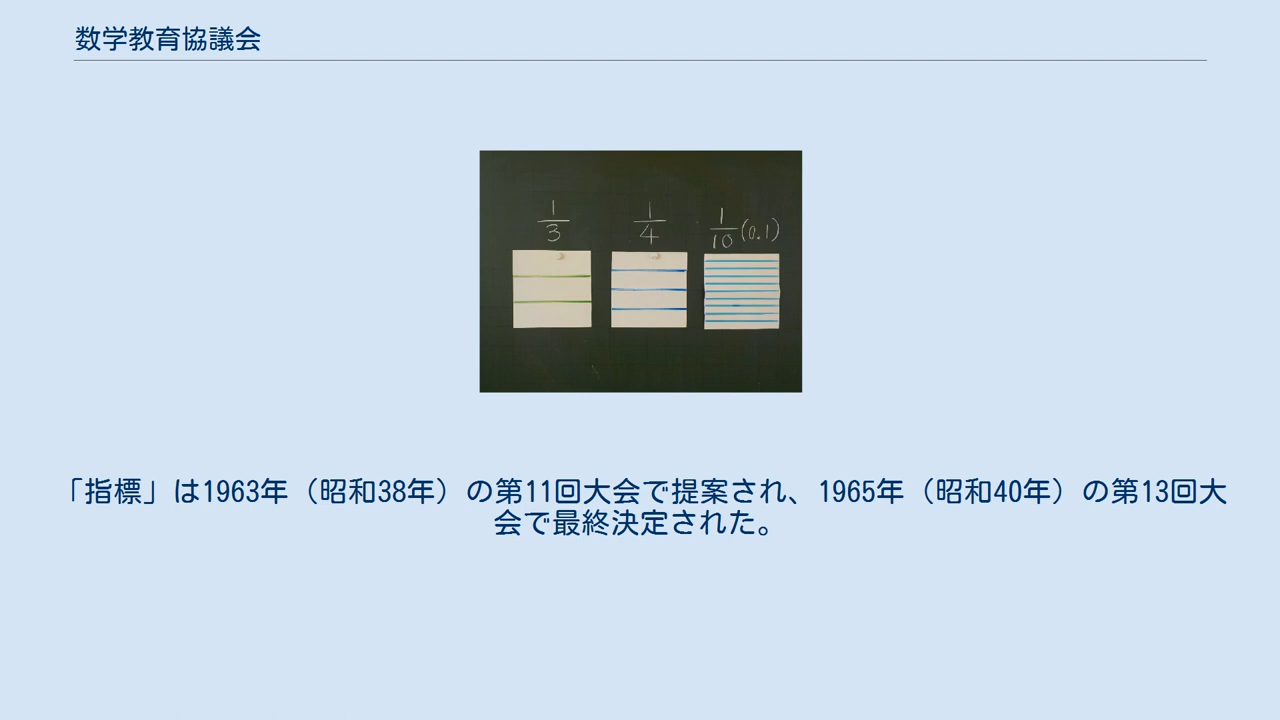 数学教育協議会
1/3 1/4 1/10 (0.1)
「指標」は1963年（昭和38年）の第11回大会で提案され、1965年（昭和40年）の第13回大
会で最終決定された。